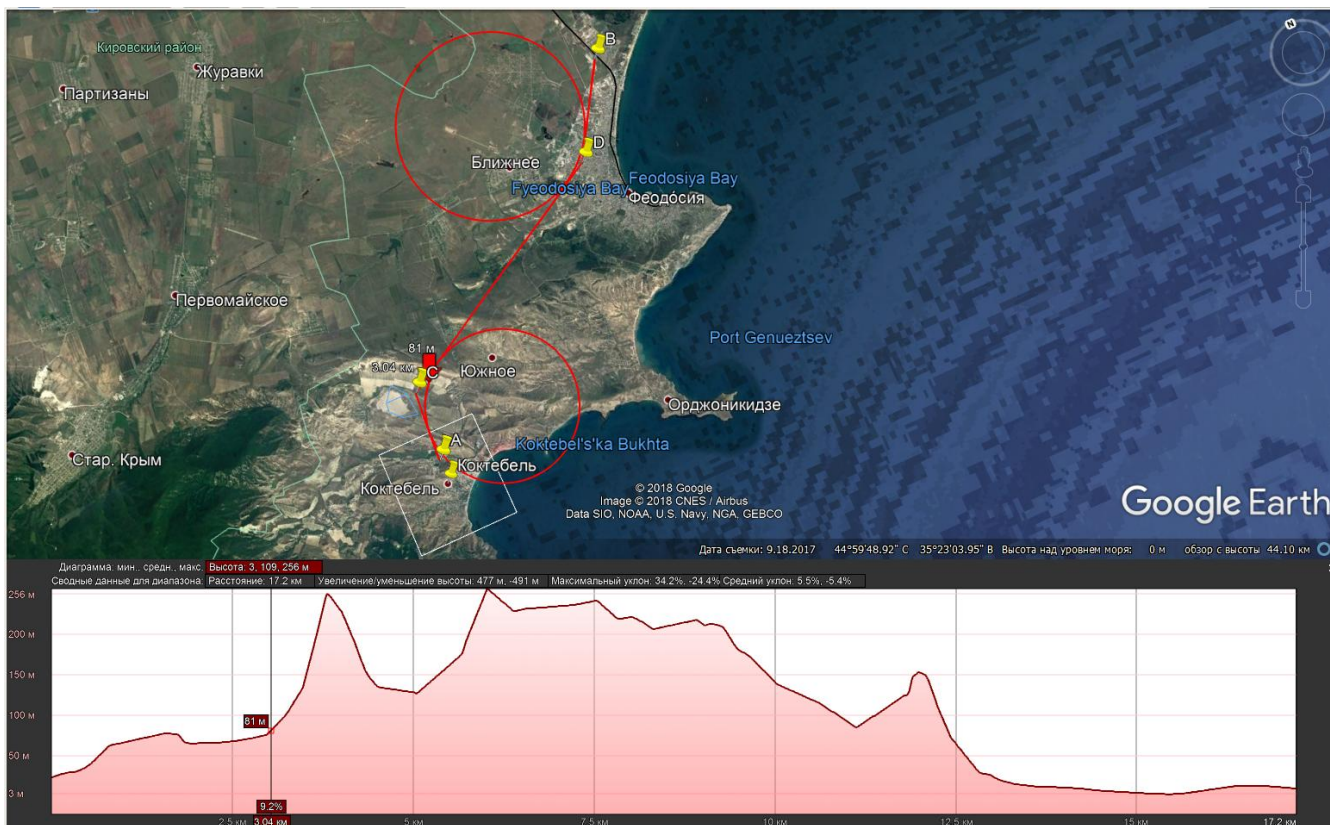 N
Кировский район
Журавки
Партизаны
B
D
Ближнее
Fyeodosiya Bay
Feodosiya Bay
Феодо́сия
Первомайское
Port Genueztsev
81 м
3.04 км
C
Южное
Орджоникидзе
A
Koktebel's'ka Bukhta
Стар. Крым
Коктебель
Коктебель
© 2018 Google
Image © 2018 CNES / Airbus
Data SIO, NOAA, U.S. Navy, NGA, GEBCO
Google Earth
Дата съемки: 9.18.2017 44°59'48.92" С 35°23'03.95" В Высота над уровнем моря: 0 м обзор с высоты 44.10 км
Диаграмма: мин., средн., макс. Высота: 3, 109, 256 м
Сводные данные для диапазона: Расстояние: 17.2 км Увеличение/уменьшение высоты: 477 м, -491 м Максимальный уклон: 34.2%, -24.4% Средний уклон: 5.5%, -5.4%
256 м
200 м
150 м
100 м
81 м
50 м
3 м
9.2%
2.5 км 3.04 км 5 км 7.5 км 10 км 12.5 км 15 км 17.2 км